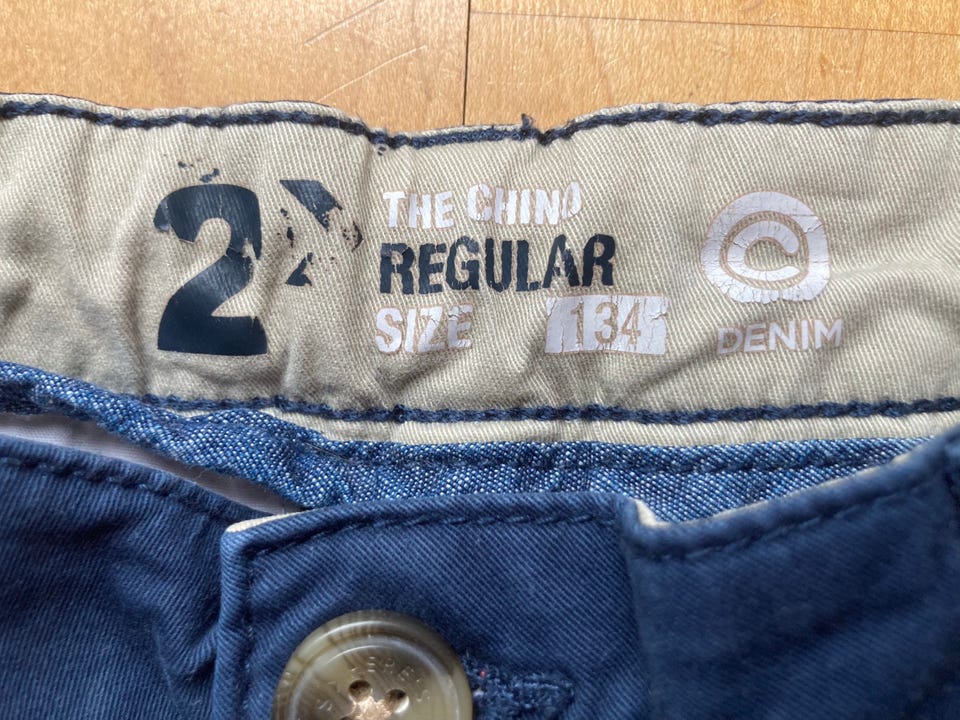 2
THE CHINO
REGULAR
SIZE 134
DENIM